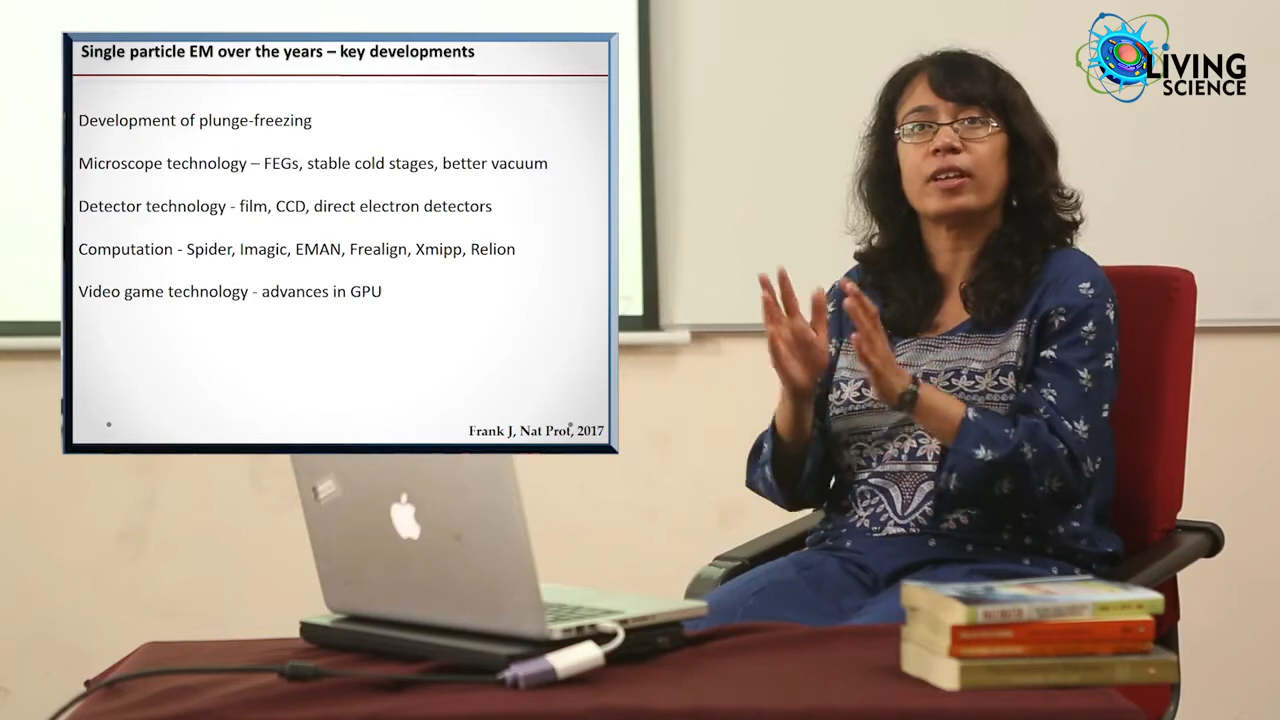 Single particle EM over the years – key developments
Development of plunge-freezing
Microscope technology – FEGs, stable cold stages, better vacuum
Detector technology - film, CCD, direct electron detectors
Computation - Spider, Imagic, EMAN, Frealign, Xmipp, Relion
Video game technology - advances in GPU
Frank J, Nat Prot, 2017
LiVING
SCIENCE